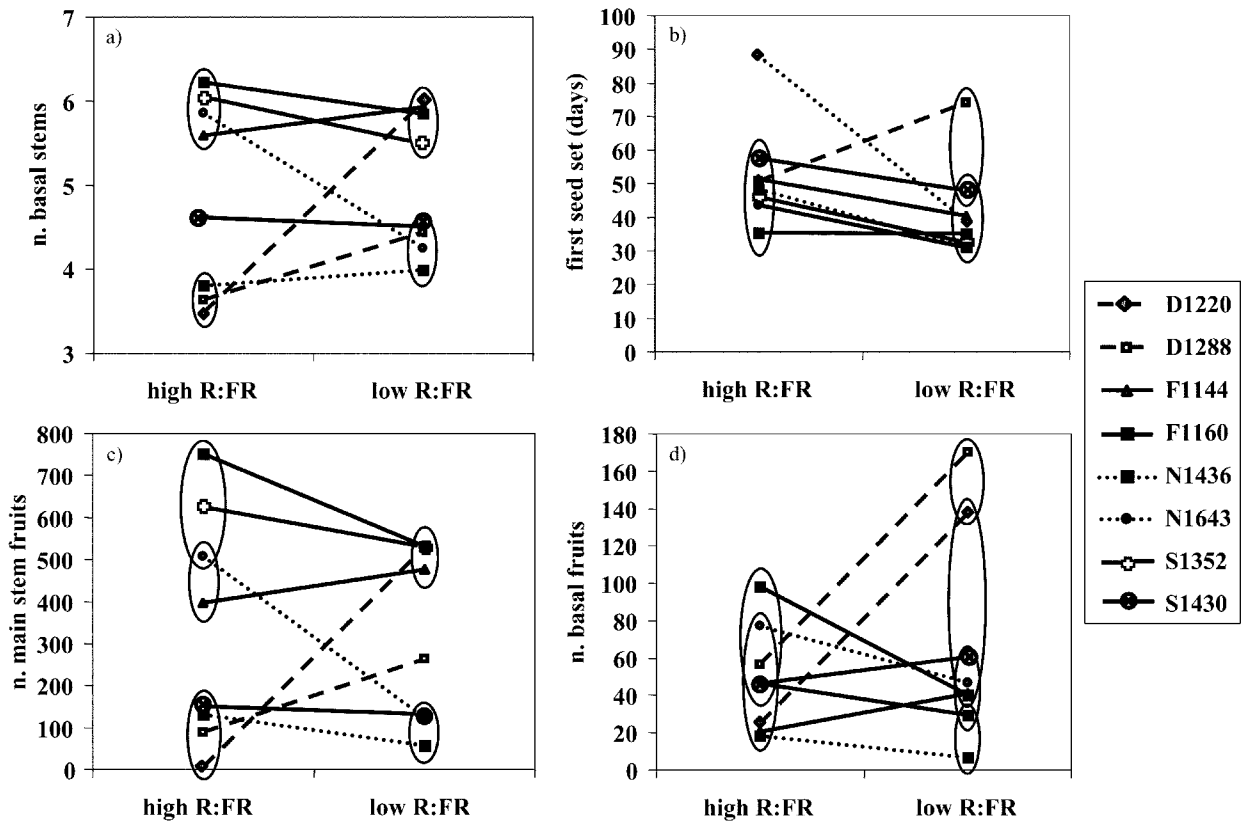 a)
7
6
5
4
3
n. basal stems
high R:FR
low R:FR
b)
100
90
80
70
60
50
40
30
20
10
0
first seed set (days)
high R:FR
low R:FR
c)
800
700
600
500
400
300
200
100
0
n. main stem fruits
high R:FR
low R:FR
d)
180
160
140
120
100
80
60
40
20
0
n. basal fruits
high R:FR
low R:FR
D1220
D1288
F1144
F1160
N1436
N1643
S1352
S1430